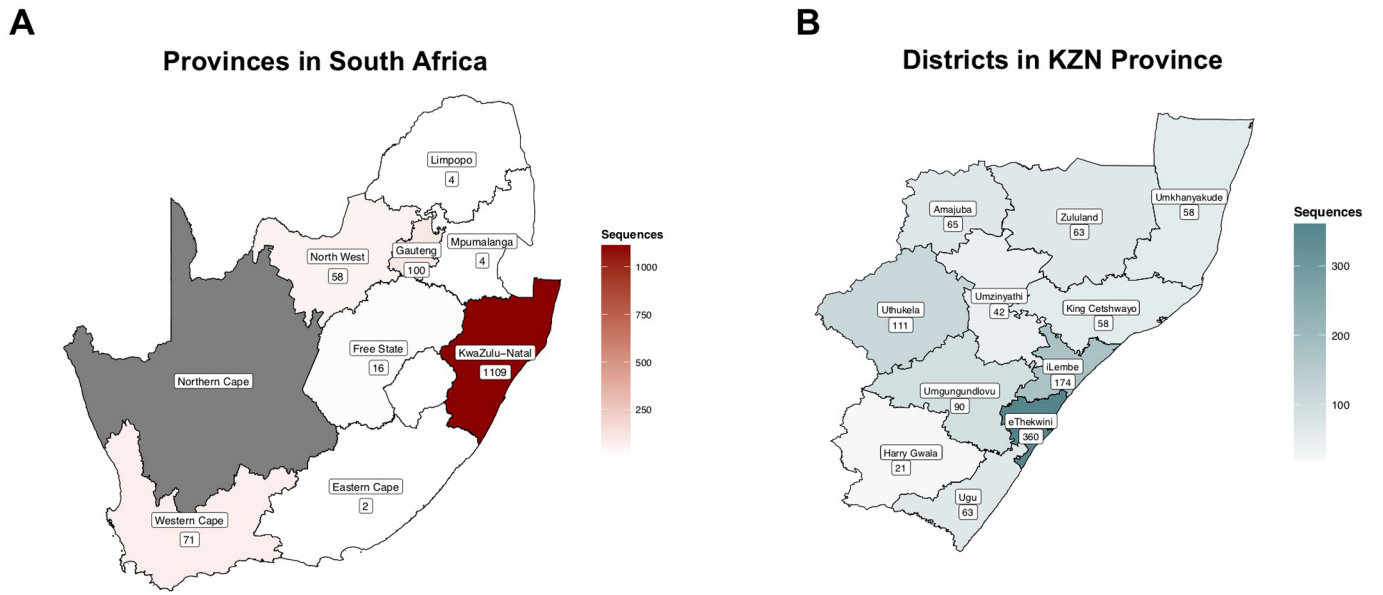 A
Provinces in South Africa
Limpopo
4
North West
58
Gauteng
100
Mpumalanga
4
Free State
16
KwaZulu–Natal
1109
Northern Cape
Eastern Cape
2
Western Cape
71
Sequences
1000
750
500
250
B
Districts in KZN Province
Umkhanyakude
58
Amajuba
65
Zululand
63
Uthukela
111
Umzinyathi
42
King Cetshwayo
58
iLembe
174
Umgungundlovu
90
eThekwini
360
Harry Gwala
21
Ugu
63
Sequences
300
200
100